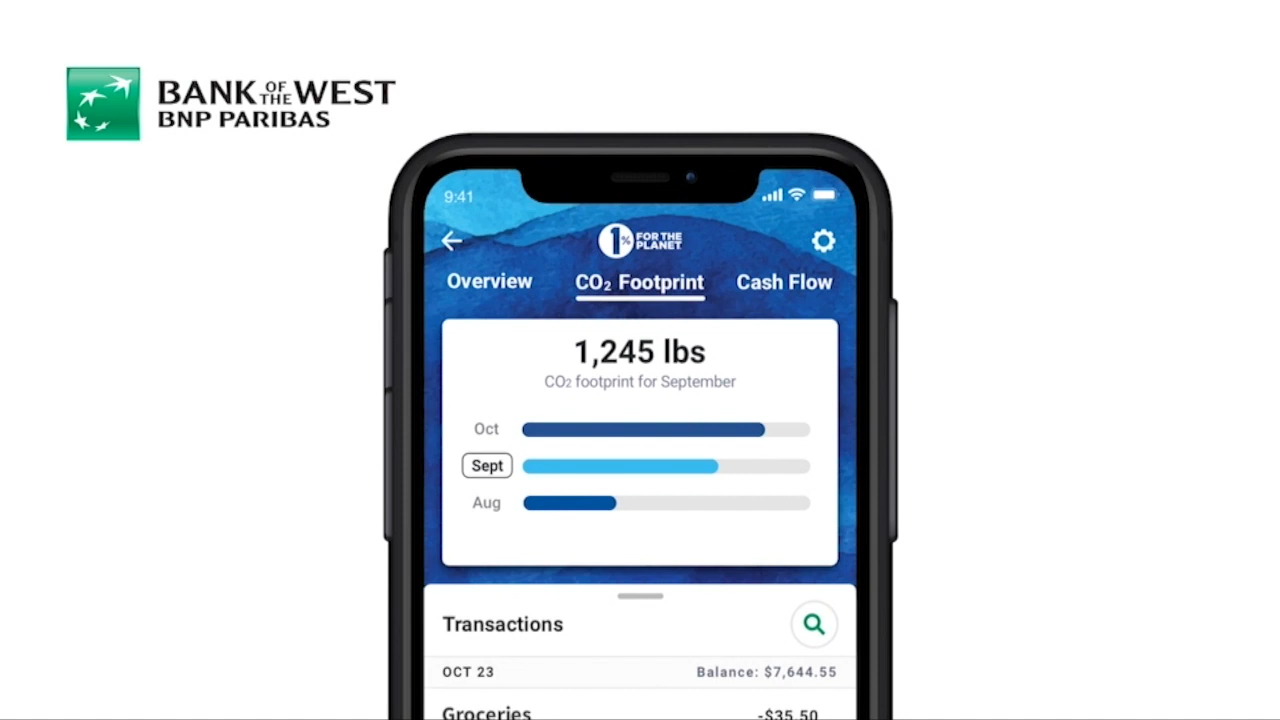 BANK OF THE WEST
BNP PARIBAS
9:41
1% FOR THE PLANET
Overview CO₂ Footprint Cash Flow
1,245 lbs
CO₂ footprint for September
Oct
Sept
Aug
Transactions
OCT 23 Balance: $7,644.55
Groceries -$35.50